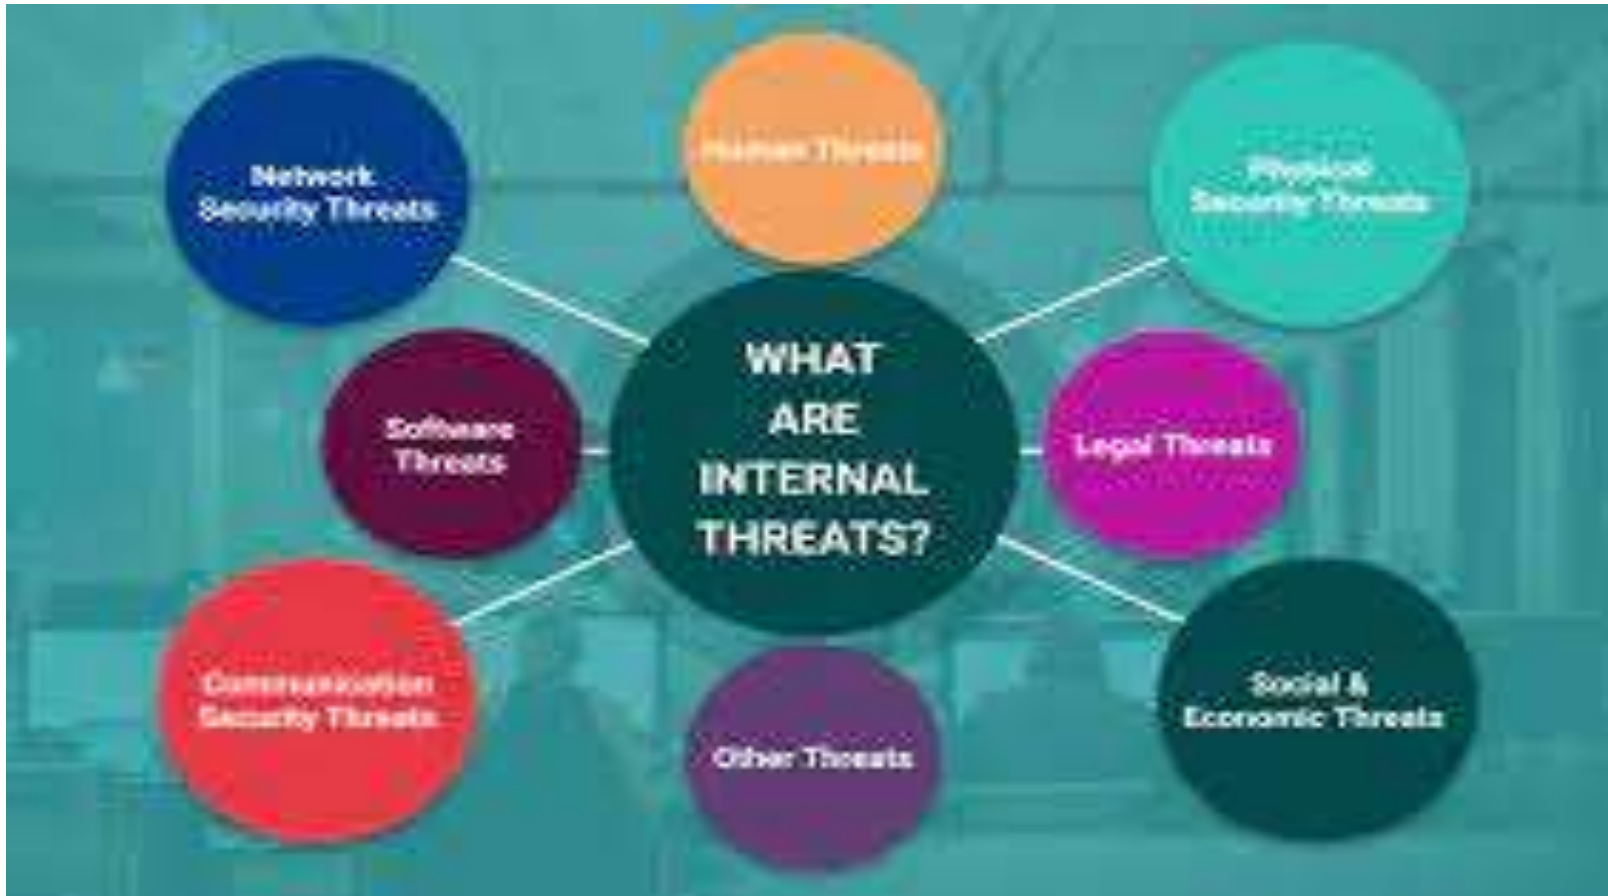 Human Threats
Network
Security Threats
Physical
Security Threats
WHAT
ARE
INTERNAL
THREATS?
Software
Threats
Legal Threats
Communication
Security Threats
Social &
Economic Threats
Other Threats